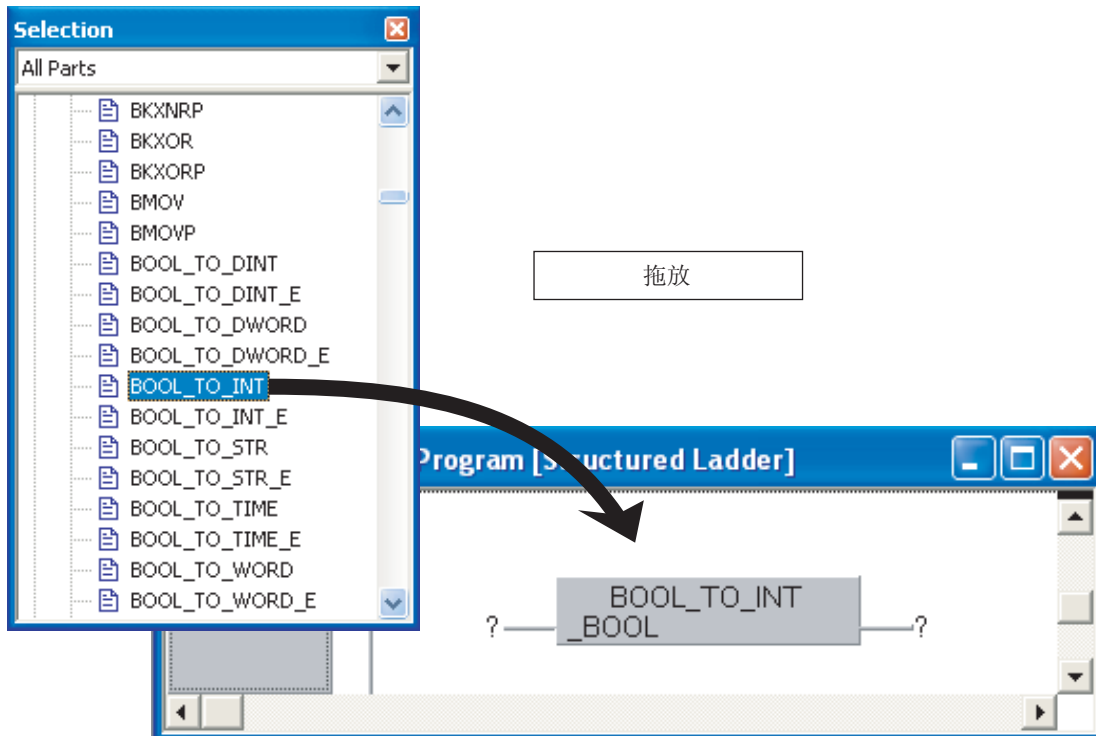 Selection
All Parts
BKXNRP
BKXOR
BKXORP
BMOV
BMOVP
BOOL_TO_DINT
BOOL_TO_DINT_E
BOOL_TO_DWORD
BOOL_TO_DWORD_E
BOOL_TO_INT
BOOL_TO_INT_E
BOOL_TO_STR
BOOL_TO_STR_E
BOOL_TO_TIME
BOOL_TO_TIME_E
BOOL_TO_WORD
BOOL_TO_WORD_E
拖放
Program [Structured Ladder]
BOOL_TO_INT
? _BOOL ?